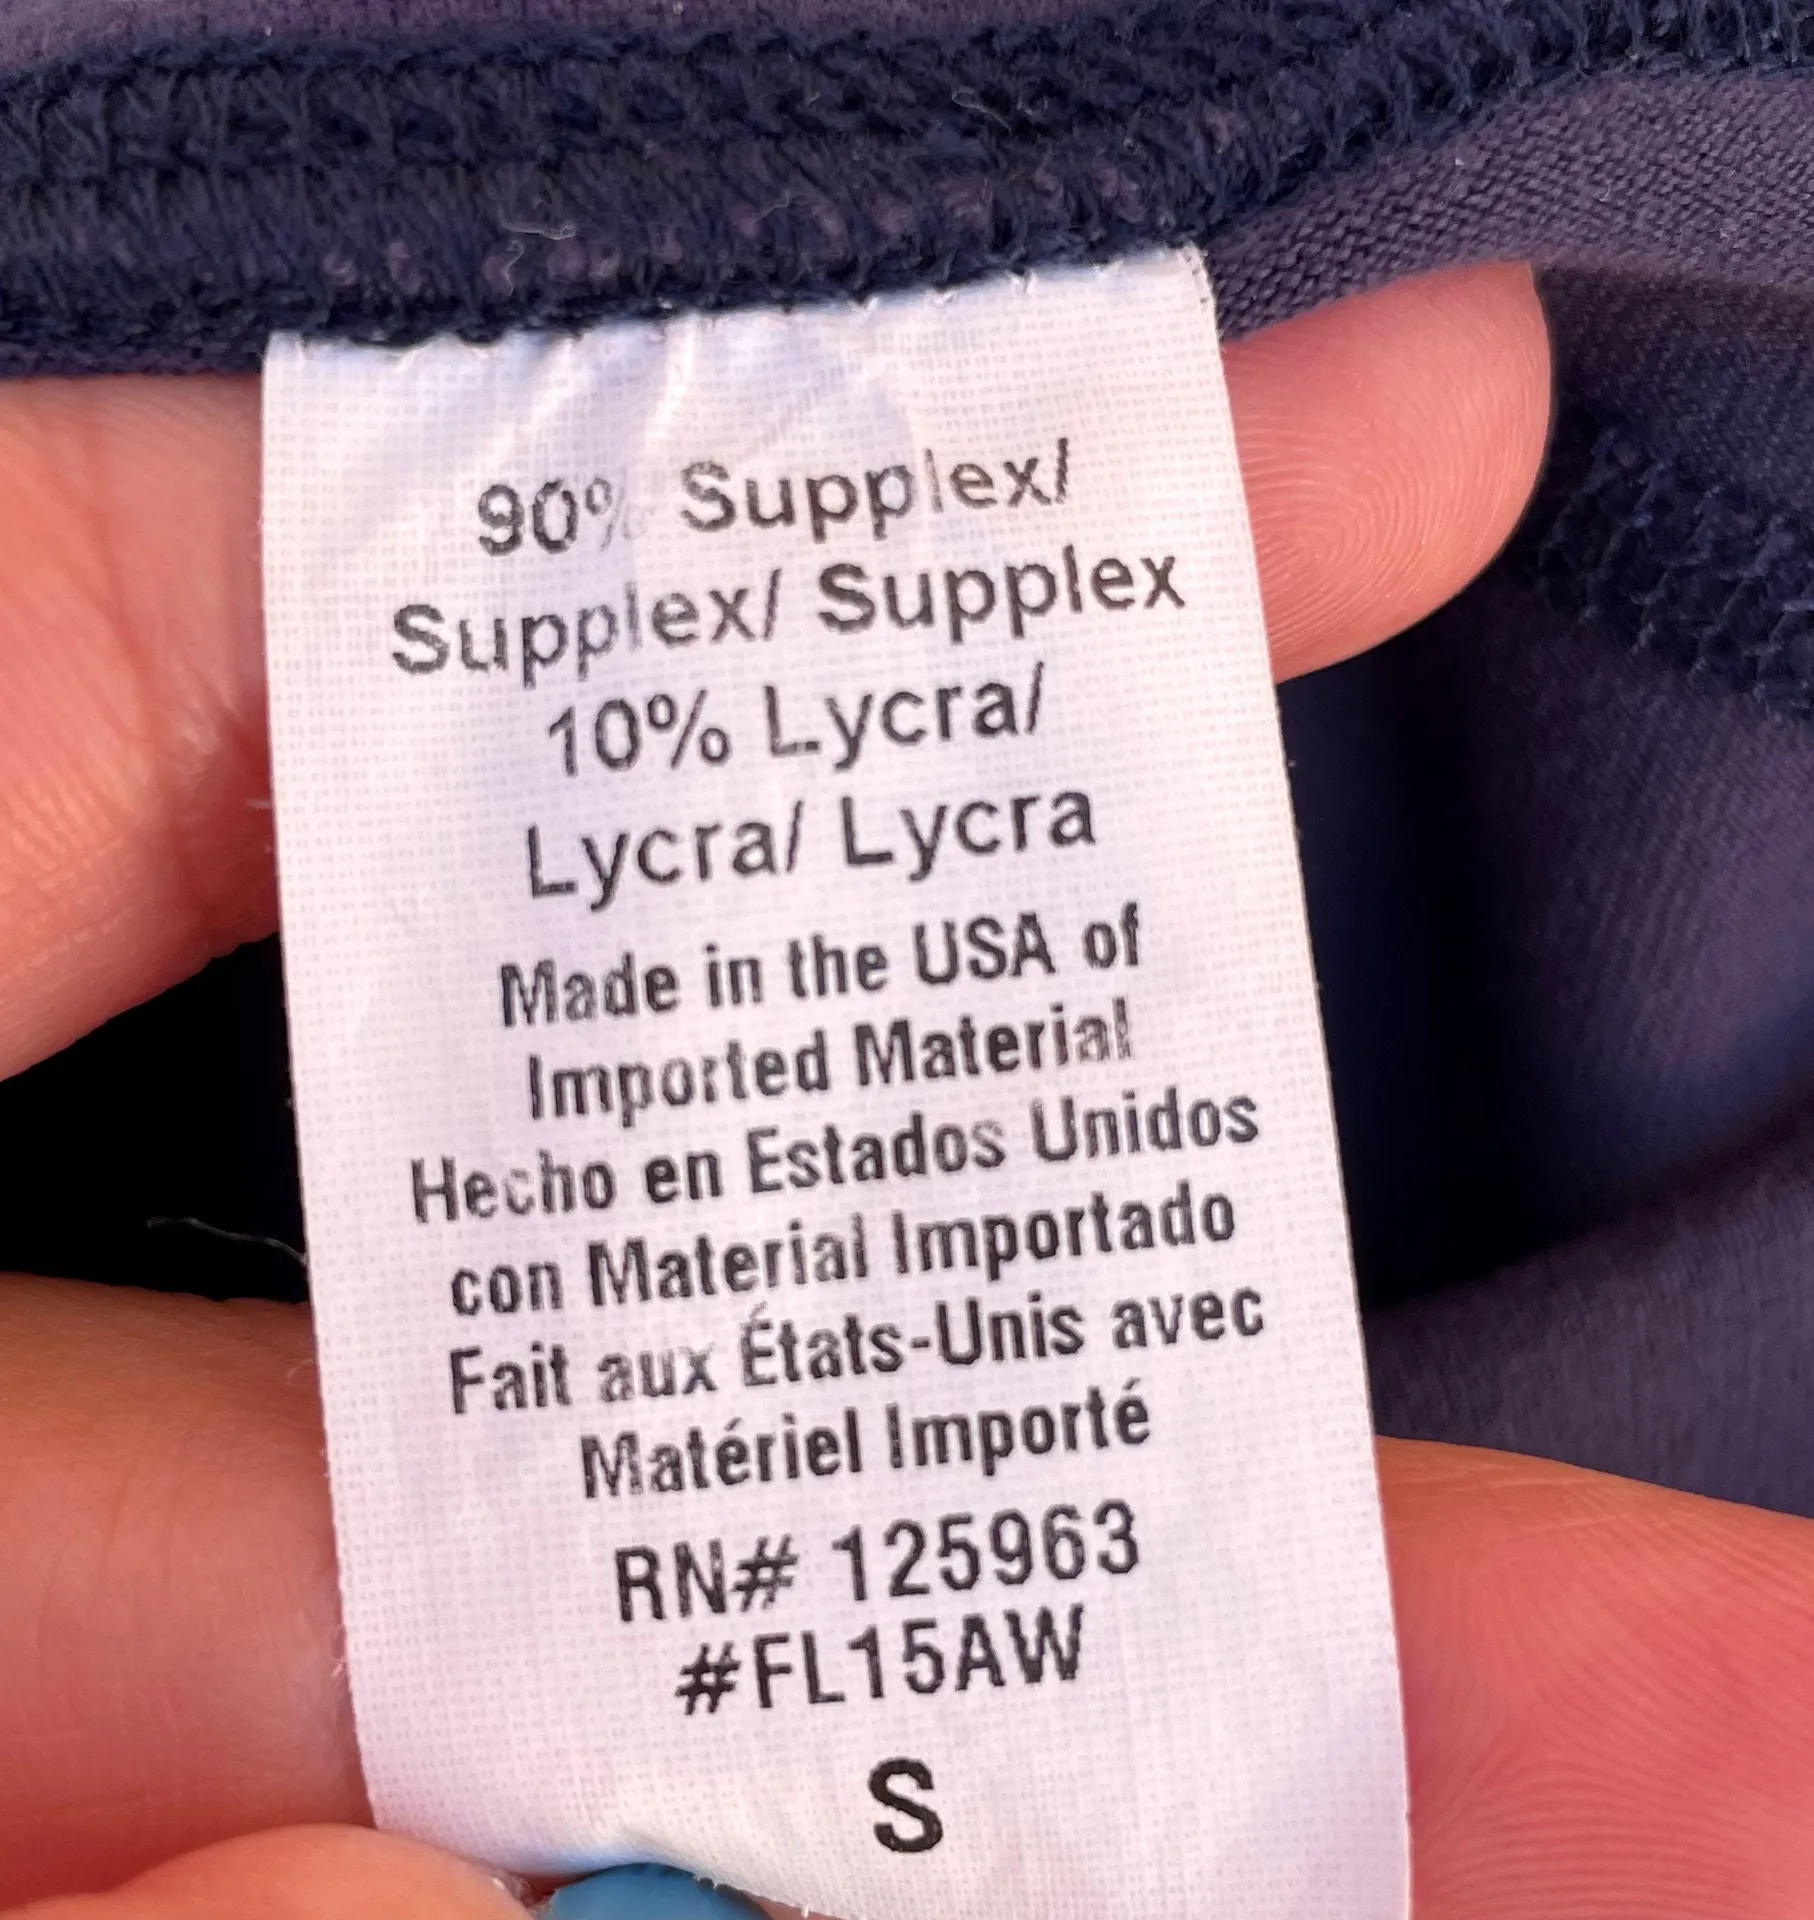 90% Supplex/
Supplex/ Supplex
10% Lycra/
Lycra/ Lycra
Made in the USA of
Imported Material
Hecho en Estados Unidos
con Material Importado
Fait aux États-Unis avec
Matériel Importé
RN# 125963
#FL15AW
S